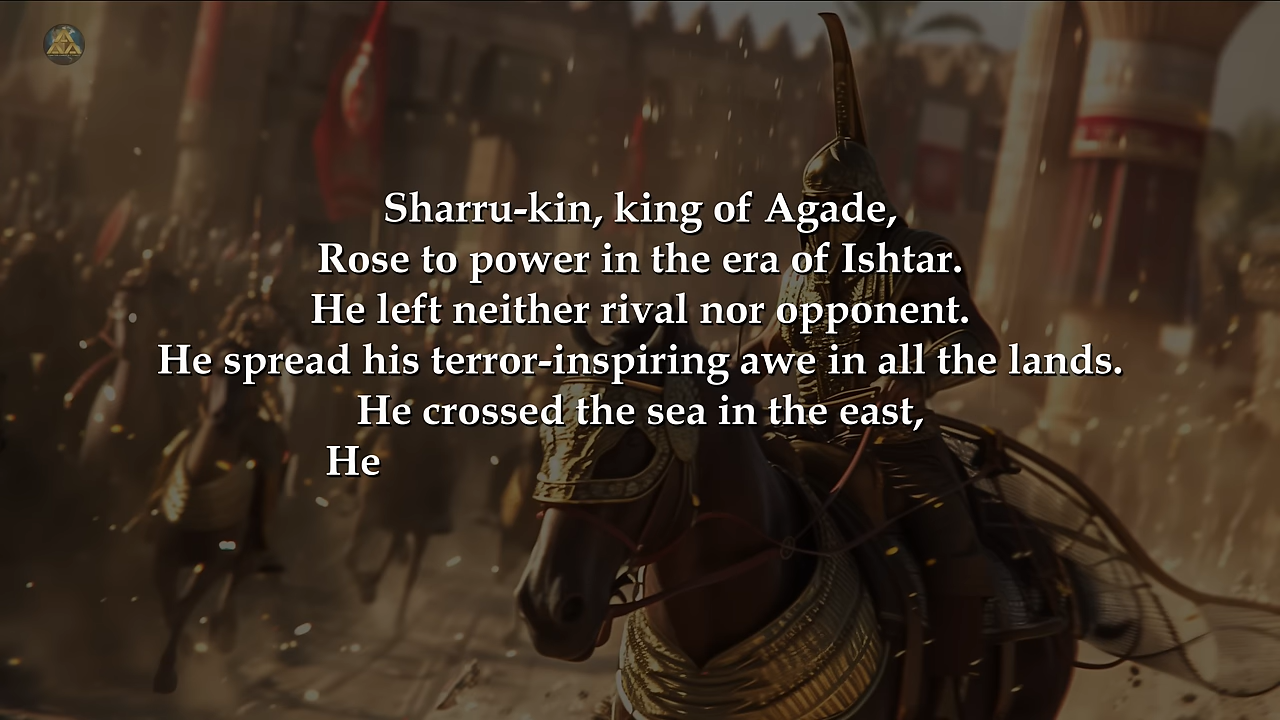 Sharru-kin, king of Agade,
Rose to power in the era of Ishtar.
He left neither rival nor opponent.
He spread his terror-inspiring awe in all the lands.
He crossed the sea in the east,
He